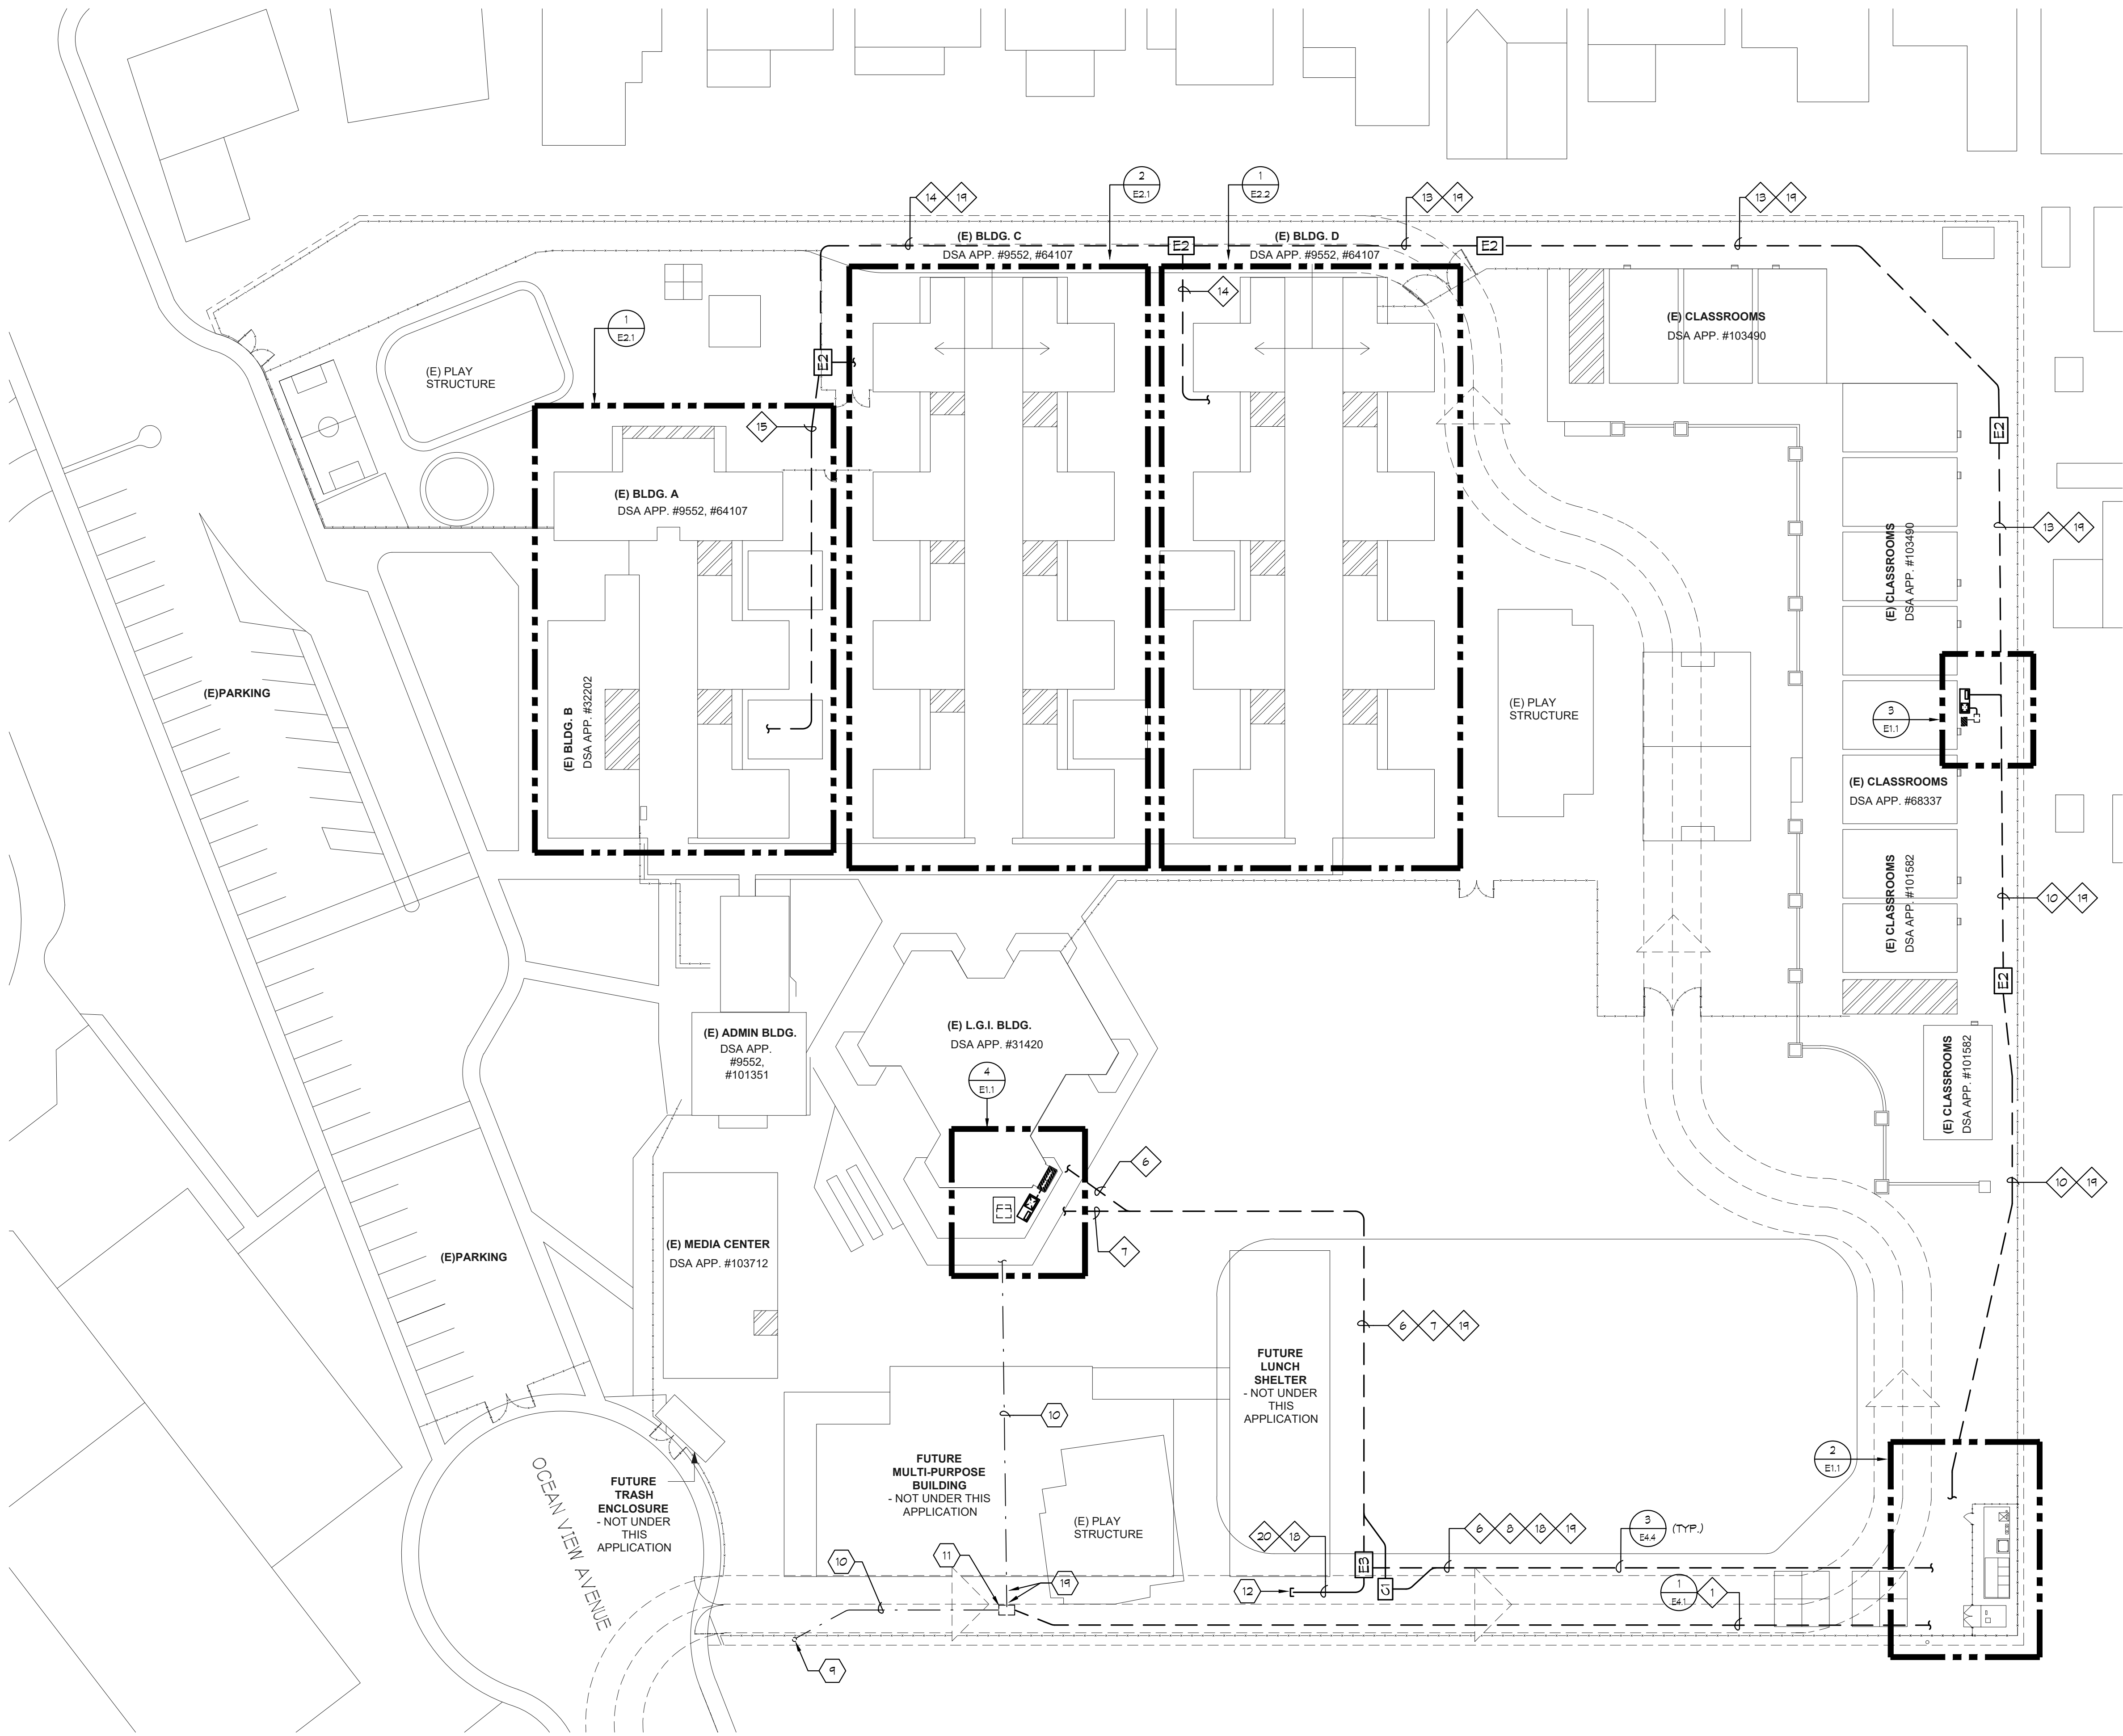 2
E2.1
1
E2.2
14 19
13 19
13 19
(E) BLDG. C
DSA APP. #9552, #64107
(E) BLDG. D
DSA APP. #9552, #64107
E2
E2
14
1
E2.1
(E) CLASSROOMS
DSA APP. #103490
E2
(E) PLAY
STRUCTURE
15
E2
(E) BLDG. A
DSA APP. #9552, #64107
13 19
(E) CLASSROOMS
DSA APP. #103490
(E)PARKING
(E) BLDG. B
DSA APP. #32202
(E) PLAY
STRUCTURE
3
E1.1
(E) CLASSROOMS
DSA APP. #68337
(E) CLASSROOMS
DSA APP. #101582
10 19
E2
(E) ADMIN BLDG.
DSA APP.
#9552,
#101351
(E) L.G.I. BLDG.
DSA APP. #31420
4
E1.1
(E) CLASSROOMS
DSA APP. #101582
6
10 19
7
(E) MEDIA CENTER
DSA APP. #103712
(E)PARKING
6 7 19
FUTURE
LUNCH
SHELTER
- NOT UNDER
THIS
APPLICATION
10
FUTURE
MULTI-PURPOSE
BUILDING
- NOT UNDER THIS
APPLICATION
2
E1.1
OCEAN VIEW AVENUE
FUTURE
TRASH
ENCLOSURE
- NOT UNDER
THIS
APPLICATION
(E) PLAY
STRUCTURE
20 18
6 8 18 19
3
E4.4
(TYP.)
10
11
19
12
E3
C1
1
E4.1
1
9